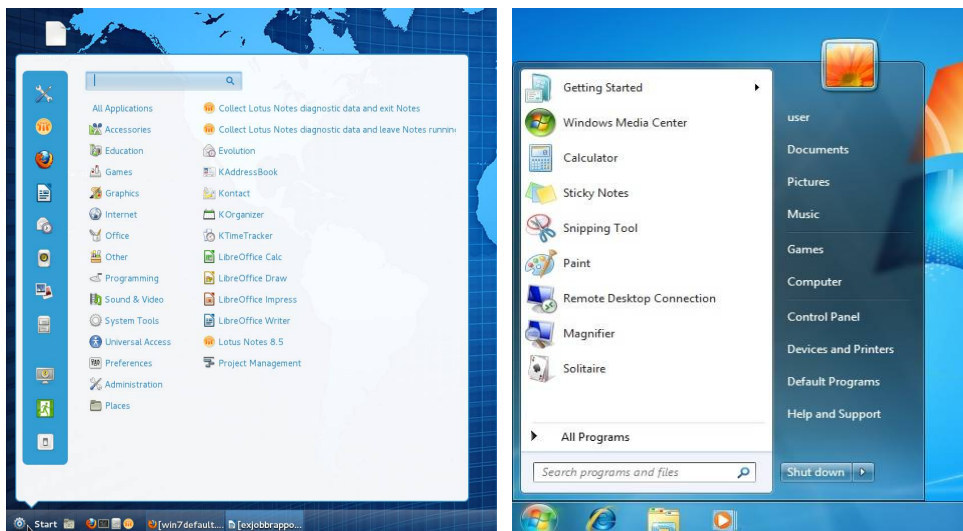 All Applications
Accessories
Education
Games
Graphics
Internet
Office
Other
Programming
Sound & Video
System Tools
Universal Access
Preferences
Administration
Places
Collect Lotus Notes diagnostic data and exit Notes
Collect Lotus Notes diagnostic data and leave Notes runnin
Evolution
KAddressBook
Kontact
KOrganizer
KTimeTracker
LibreOffice Calc
LibreOffice Draw
LibreOffice Impress
LibreOffice Writer
Lotus Notes 8.5
Project Management
Start
[win7default....
[exjobbrappo...
Getting Started
Windows Media Center
Calculator
Sticky Notes
Snipping Tool
Paint
Remote Desktop Connection
Magnifier
Solitaire
All Programs
Search programs and files
user
Documents
Pictures
Music
Games
Computer
Control Panel
Devices and Printers
Default Programs
Help and Support
Shut down